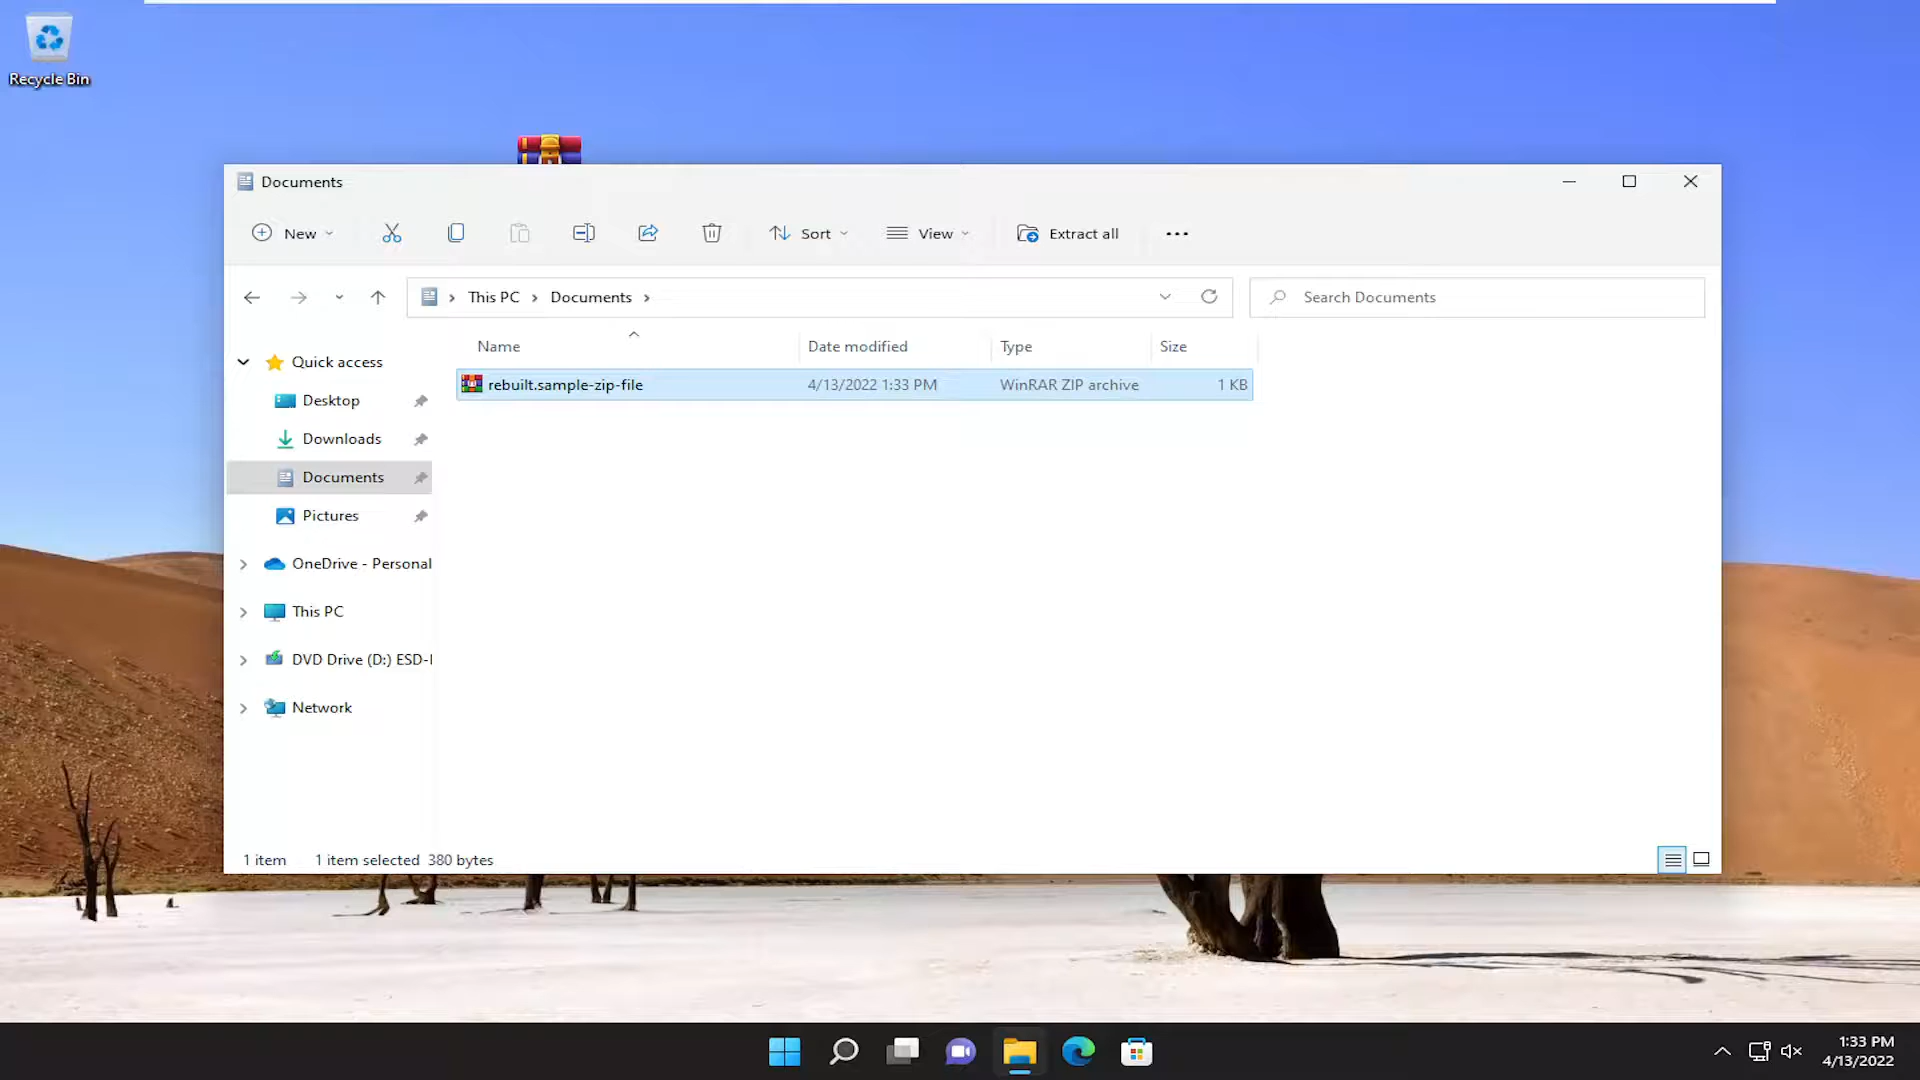 Recycle Bin
Documents
New
Sort
View
Extract all
This PC
Documents
Search Documents
Name
Date modified
Type
Size
rebuilt.sample-zip-file
4/13/2022 1:33 PM
WinRAR ZIP archive
1 KB
Quick access
Desktop
Downloads
Documents
Pictures
OneDrive - Personal
This PC
DVD Drive (D:) ESD-I
Network
1 item
1 item selected 380 bytes
1:33 PM
4/13/2022